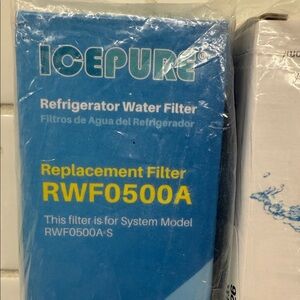 ICEPURE®
Refrigerator Water Filter
Filtros de Agua del Refrigerador
Replacement Filter
RWF0500A
This filter is for System Model
RWF0500A-S